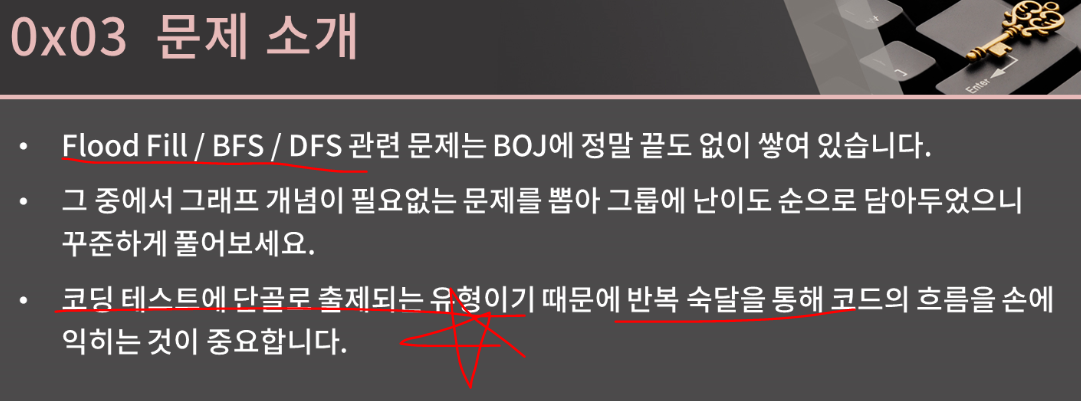 0x03 문제 소개
Enter
• Flood Fill / BFS / DFS 관련 문제는 BOJ에 정말 끝도 없이 쌓여 있습니다.
• 그 중에서 그래프 개념이 필요없는 문제를 뽑아 그룹에 난이도 순으로 담아두었으니
꾸준하게 풀어보세요.
• 코딩 테스트에 단골로 출제되는 유형이기 때문에 반복 숙달을 통해 코드의 흐름을 손에
익히는 것이 중요합니다.